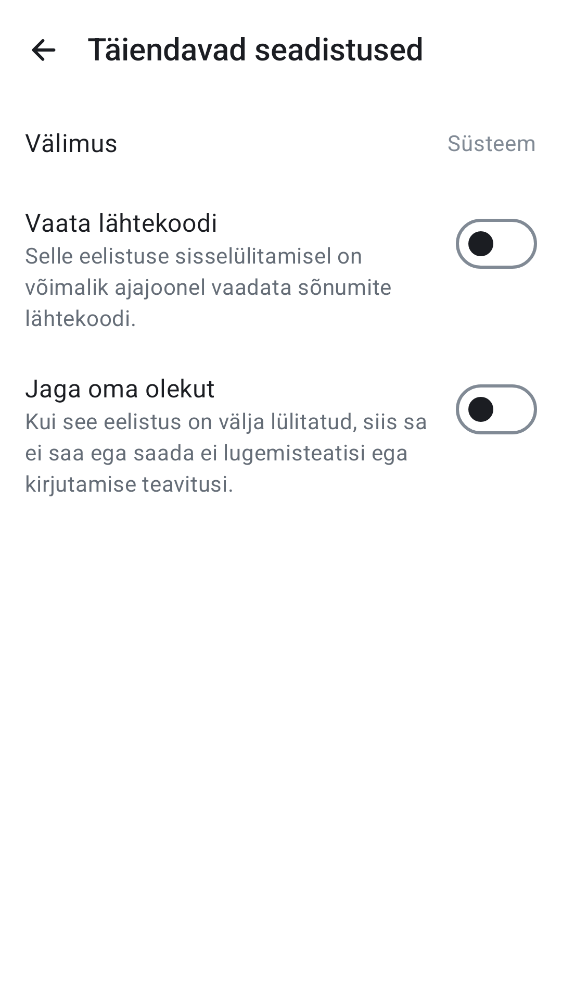 Täiendavad seadistused
Välimus
Süsteem
Vaata lähtekoodi
Selle eelistuse sisselülitamisel on
võimalik ajajoonel vaadata sõnumite
lähtekoodi.
Jaga oma olekut
Kui see eelistus on välja lülitatud, siis sa
ei saa ega saada ei lugemisteatisi ega
kirjutamise teavitusi.